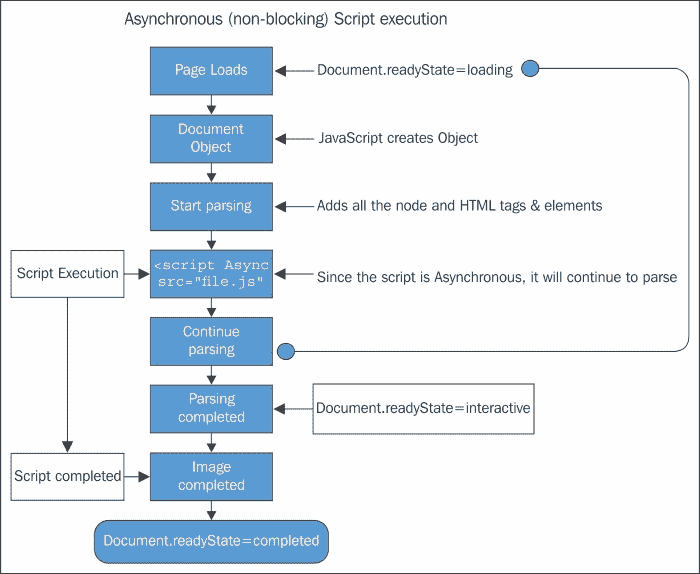 Asynchronous (non-blocking) Script execution
Page Loads
Document.readyState=loading
Document
Object
JavaScript creates Object
Start parsing
Adds all the node and HTML tags & elements
Script Execution
<script Async
src="file.js"
Since the script is Asynchronous, it will continue to parse
Continue
parsing
Parsing
completed
Document.readyState=interactive
Script completed
Image
completed
Document.readyState=completed